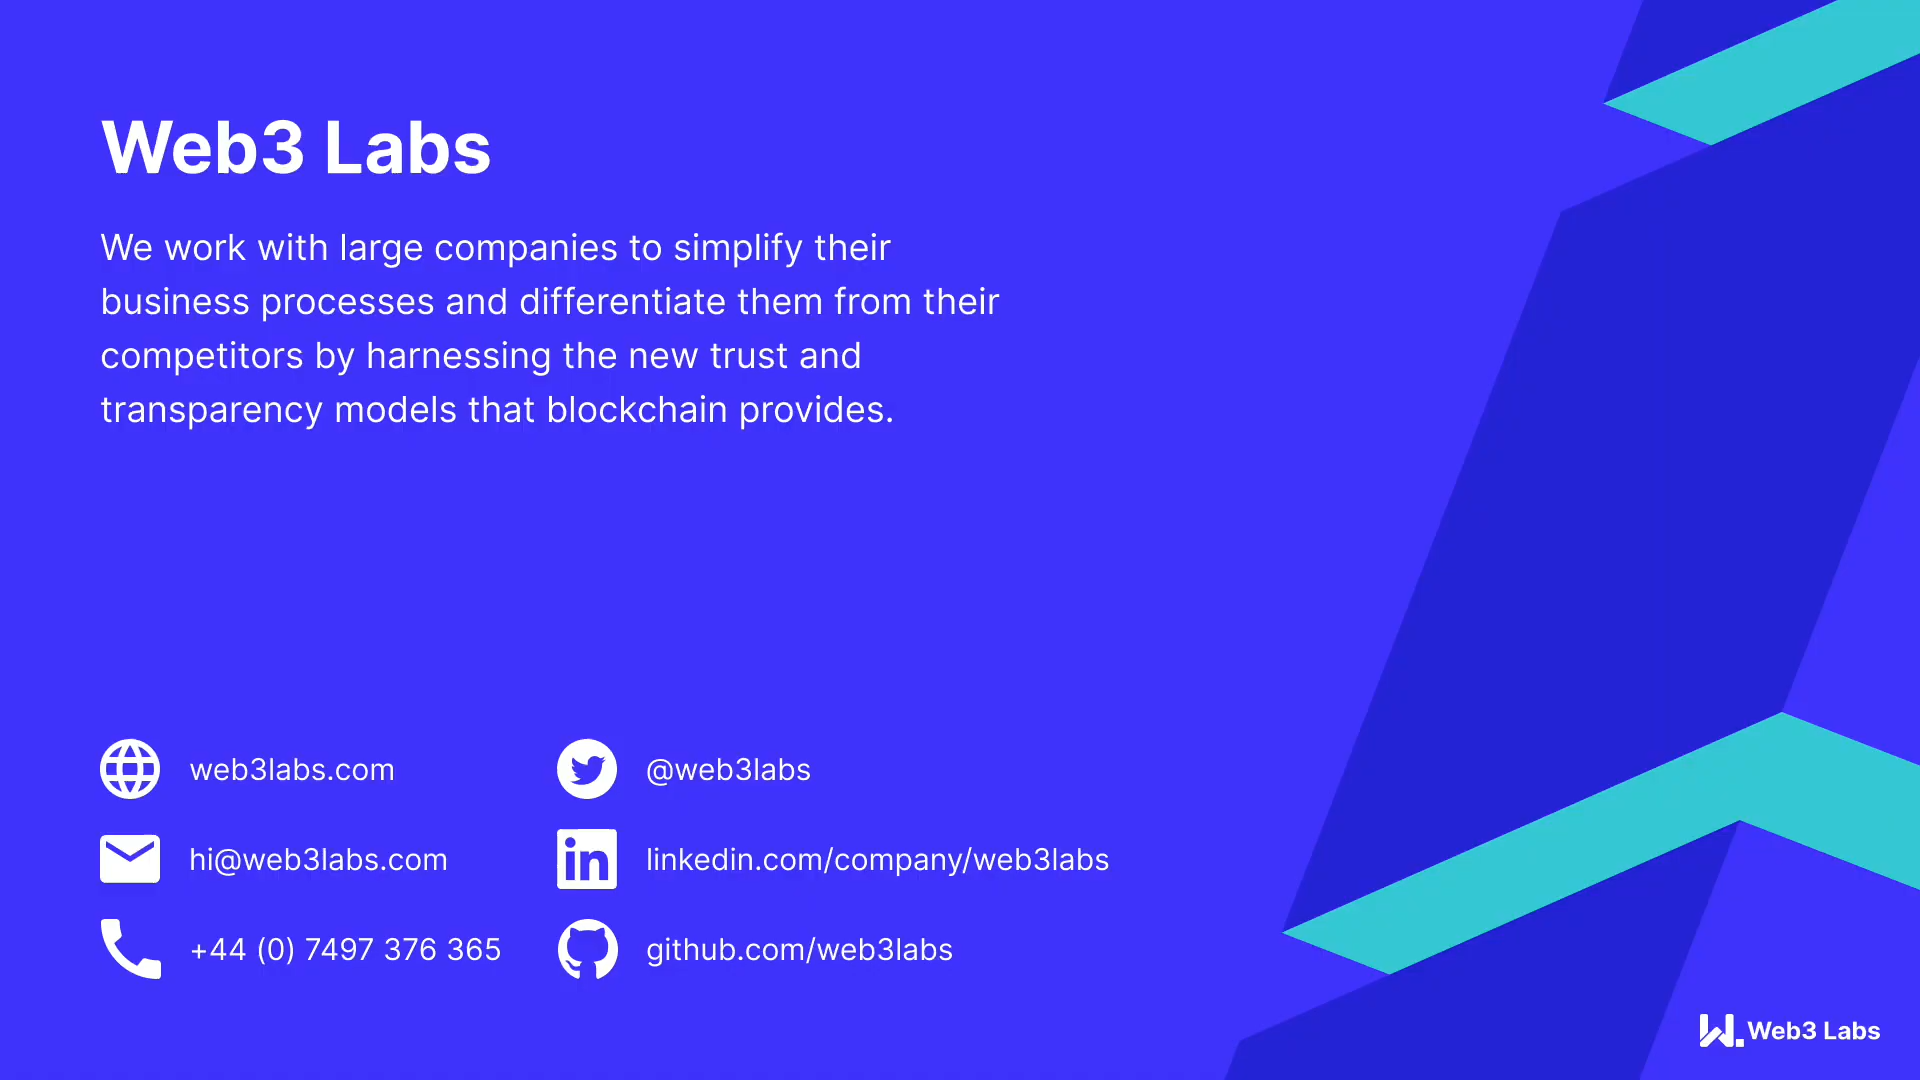 Web3 Labs
We work with large companies to simplify their
business processes and differentiate them from their
competitors by harnessing the new trust and
transparency models that blockchain provides.
web3labs.com
@web3labs
hi@web3labs.com
linkedin.com/company/web3labs
+44 (0) 7497 376 365
github.com/web3labs
Web3 Labs